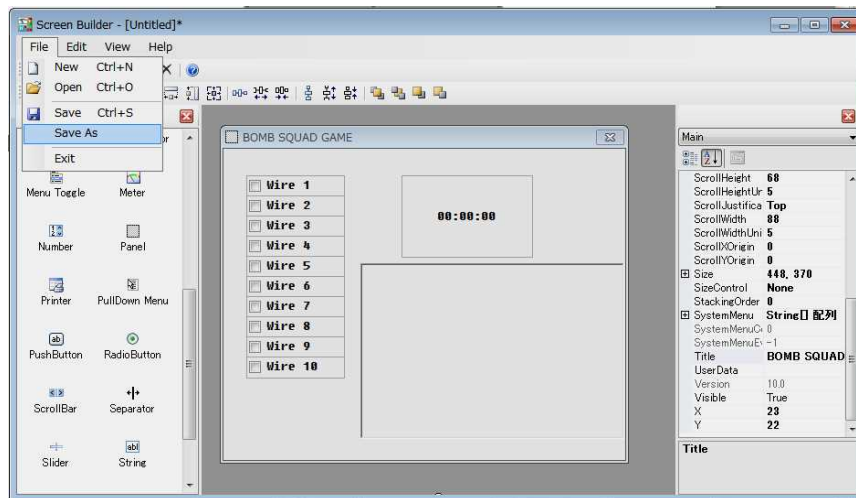 Screen Builder - [Untitled]*
File Edit View Help
New Ctrl+N
Open Ctrl+O
Save Ctrl+S
Save As
Exit
Menu Toggle Meter
Number Panel
Printer PullDown Menu
PushButton RadioButton
ScrollBar Separator
Slider String
BOMB SQUAD GAME
Wire 1
Wire 2
Wire 3
Wire 4
Wire 5
Wire 6
Wire 7
Wire 8
Wire 9
Wire 10
00:00:00
Main
ScrollHeight 68
ScrollHeightUr 5
ScrollJustifica Top
ScrollWidth 88
ScrollWidthUni 5
ScrollXOrigin 0
ScrollYOrigin 0
Size 448, 370
SizeControl None
StackingOrder 0
SystemMenu String[] 配列
SystemMenuC 0
SystemMenuE -1
Title BOMB SQUAD
UserData
Version 10.0
Visible True
X 23
Y 22
Title